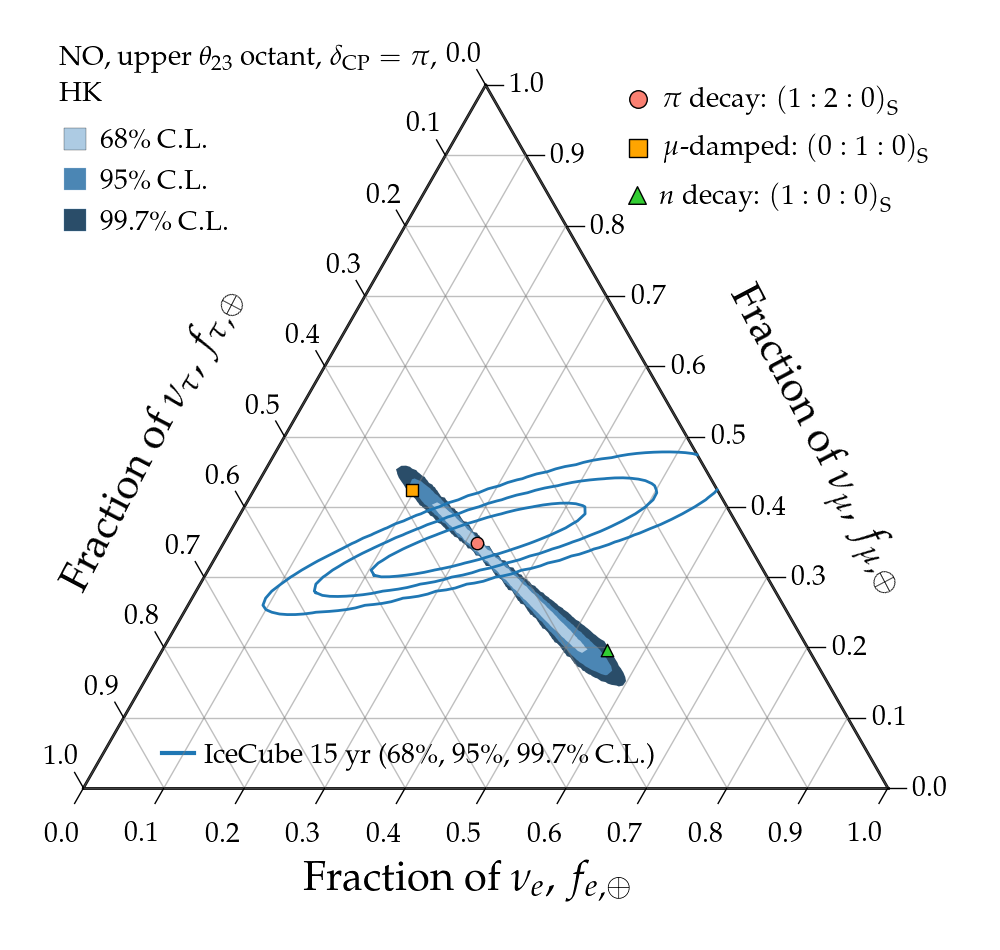 NO, upper θ₂₃ octant, δ_CP = π,
HK
68% C.L.
95% C.L.
99.7% C.L.
π decay: (1 : 2 : 0)_S
μ-damped: (0 : 1 : 0)_S
n decay: (1 : 0 : 0)_S
0.0
0.1
0.2
0.3
0.4
0.5
0.6
0.7
0.8
0.9
1.0
Fraction of ν_τ, f_τ,⊕
1.0
0.9
0.8
0.7
0.6
0.5
0.4
0.3
0.2
0.1
0.0
Fraction of ν_μ, f_μ,⊕
IceCube 15 yr (68%, 95%, 99.7% C.L.)
0.0 0.1 0.2 0.3 0.4 0.5 0.6 0.7 0.8 0.9 1.0
Fraction of ν_e, f_e,⊕